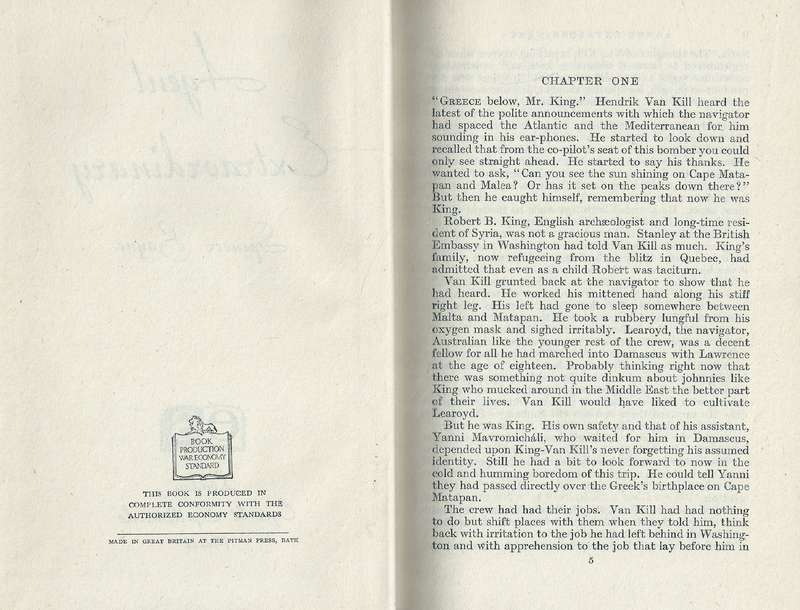 Agent
Extraordinary
BOOK
PRODUCTION
WAR ECONOMY
STANDARD
THIS BOOK IS PRODUCED IN
COMPLETE CONFORMITY WITH THE
AUTHORIZED ECONOMY STANDARDS
MADE IN GREAT BRITAIN AT THE PITMAN PRESS, BATH
CHAPTER ONE
"GREECE below, Mr. King." Hendrik Van Kill heard the
latest of the polite announcements with which the navigator
had spaced the Atlantic and the Mediterranean for him
sounding in his ear-phones. He started to look down and
recalled that from the co-pilot's seat of this bomber you could
only see straight ahead. He started to say his thanks. He
wanted to ask, "Can you see the sun shining on Cape Mata-
pan and Malea? Or has it set on the peaks down there?"
But then he caught himself, remembering that now he was
King.
Robert B. King, English archæologist and long-time resi-
dent of Syria, was not a gracious man. Stanley at the British
Embassy in Washington had told Van Kill as much. King's
family, now refugeeing from the blitz in Quebec, had
admitted that even as a child Robert was taciturn.
Van Kill grunted back at the navigator to show that he
had heard. He worked his mittened hand along his stiff
right leg. His left had gone to sleep somewhere between
Malta and Matapan. He took a rubbery lungful from his
oxygen mask and sighed irritably. Learoyd, the navigator,
Australian like the younger rest of the crew, was a decent
fellow for all he had marched into Damascus with Lawrence
at the age of eighteen. Probably thinking right now that
there was something not quite dinkum about johnnies like
King who mucked around in the Middle East the better part
of their lives. Van Kill would have liked to cultivate
Learoyd.
But he was King. His own safety and that of his assistant,
Yanni Mavromicháli, who waited for him in Damascus,
depended upon King-Van Kill's never forgetting his assumed
identity. Still he had a bit to look forward to now in the
cold and humming boredom of this trip. He could tell Yanni
they had passed directly over the Greek's birthplace on Cape
Matapan.
The crew had had their jobs. Van Kill had had nothing
to do but shift places with them when they told him, think
back with irritation to the job he had left behind in Washing-
ton and with apprehension to the job that lay before him in
5